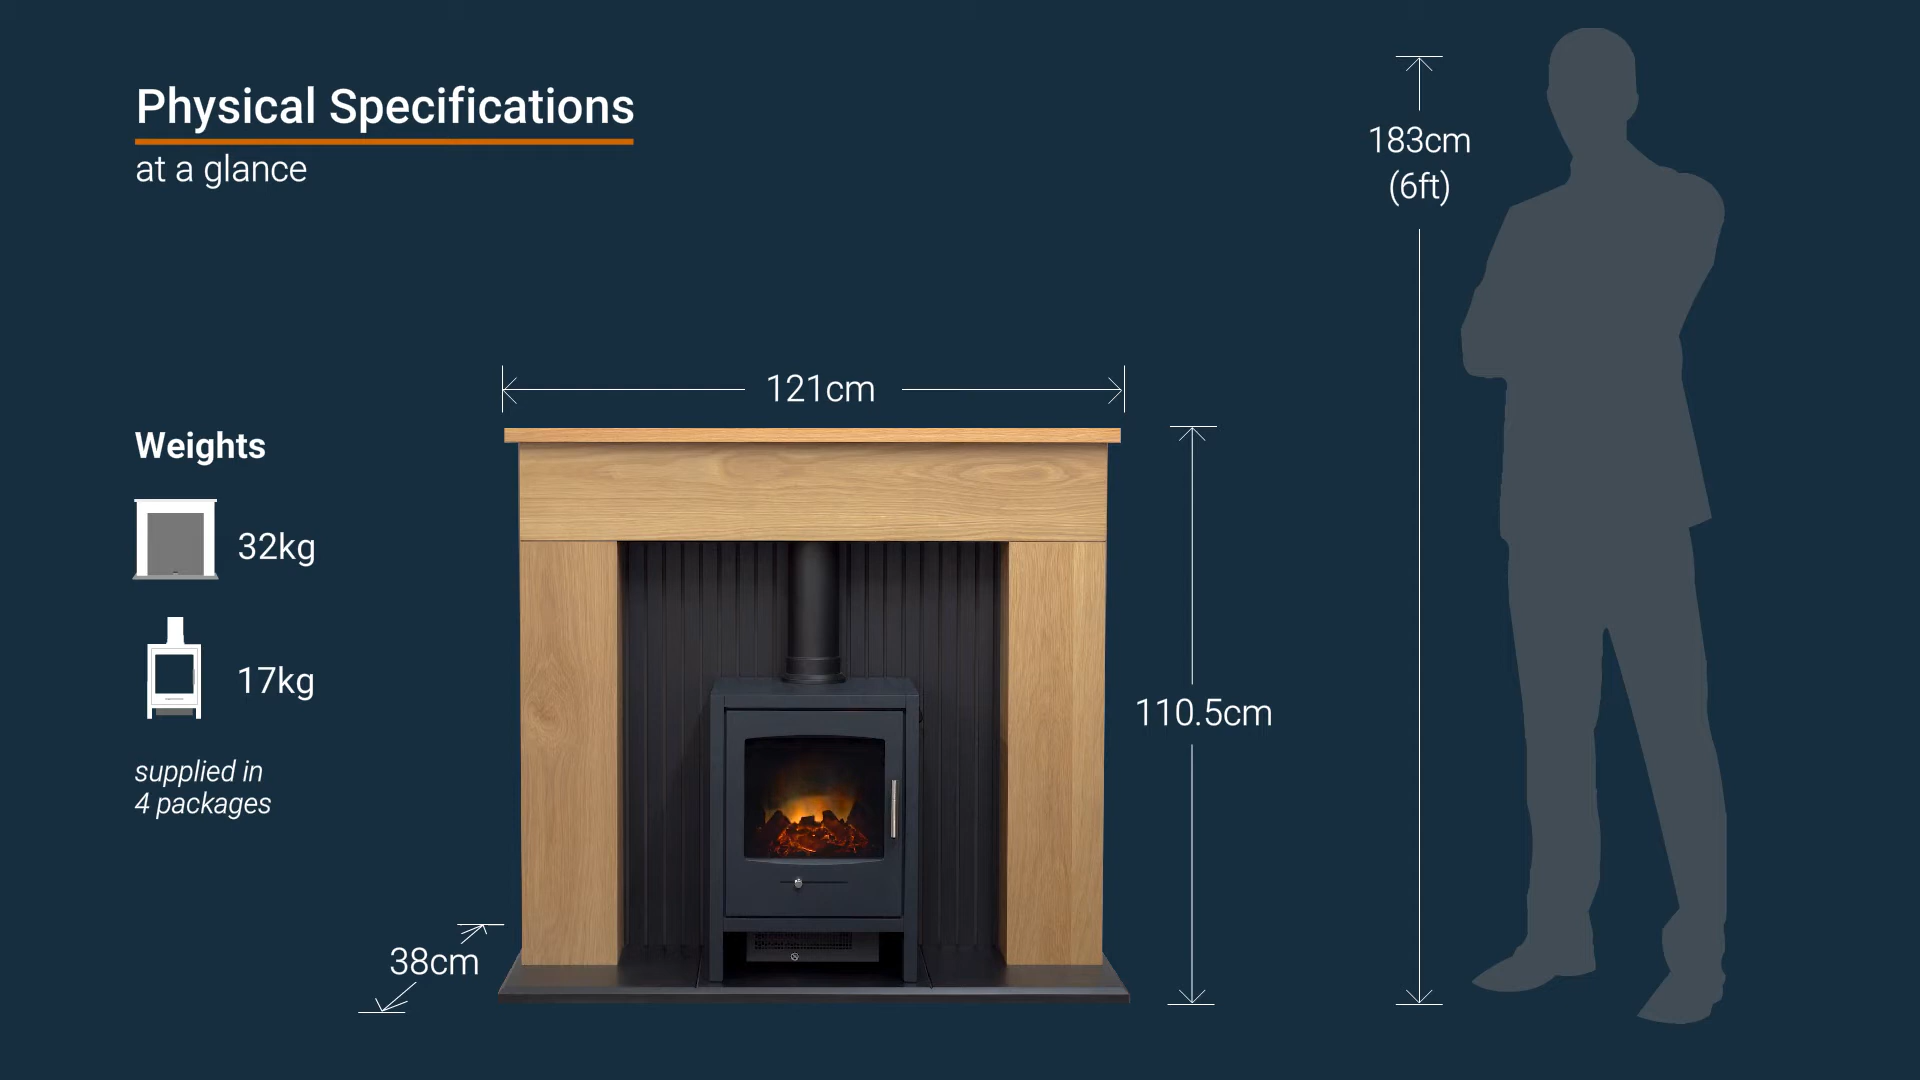 Physical Specifications
at a glance
183cm
(6ft)
121cm
Weights
32kg
17kg
110.5cm
supplied in
4 packages
38cm